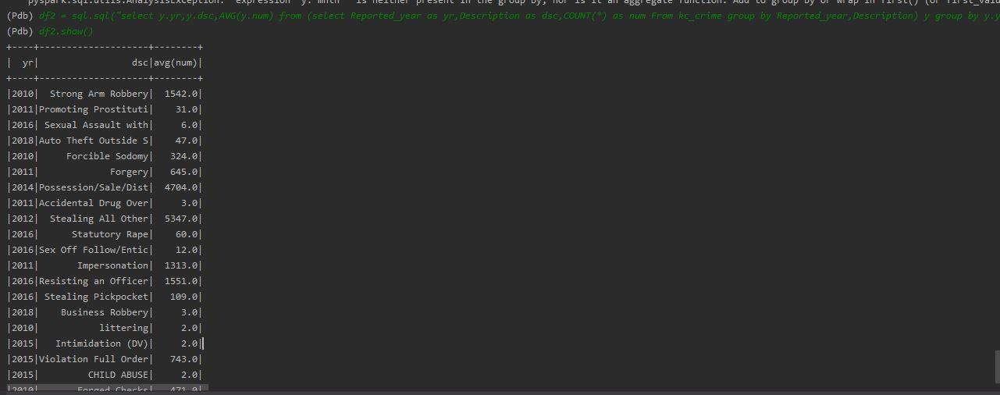 pyspark.sql.utils.AnalysisException: "expression 'y.`mnth`' is neither present in the group by, nor is it an aggregate function. Add to group by or wrap in first() (or first_valu
(Pdb) df2 = sql.sql("select y.yr,y.dsc,AVG(y.num) from (select Reported_year as yr,Description as dsc,COUNT(*) as num From kc_crime group by Reported_year,Description) y group by y.y
(Pdb) df2.show()
+----+--------------------+--------+
|  yr|                 dsc|avg(num)|
+----+--------------------+--------+
|2010|  Strong Arm Robbery|  1542.0|
|2011|Promoting Prostituti|    31.0|
|2016| Sexual Assault with|     6.0|
|2018|Auto Theft Outside S|    47.0|
|2010|     Forcible Sodomy|   324.0|
|2011|             Forgery|   645.0|
|2014|Possession/Sale/Dist|  4704.0|
|2011|Accidental Drug Over|     3.0|
|2012|  Stealing All Other|  5347.0|
|2016|      Statutory Rape|    60.0|
|2016|Sex Off Follow/Entic|    12.0|
|2011|       Impersonation|  1313.0|
|2016|Resisting an Officer|  1551.0|
|2016| Stealing Pickpocket|   109.0|
|2018|    Business Robbery|     3.0|
|2010|           littering|     2.0|
|2015|   Intimidation (DV)|     2.0|
|2015|Violation Full Order|   743.0|
|2015|         CHILD ABUSE|     2.0|
|2010|       Forged Checks|   471.0|